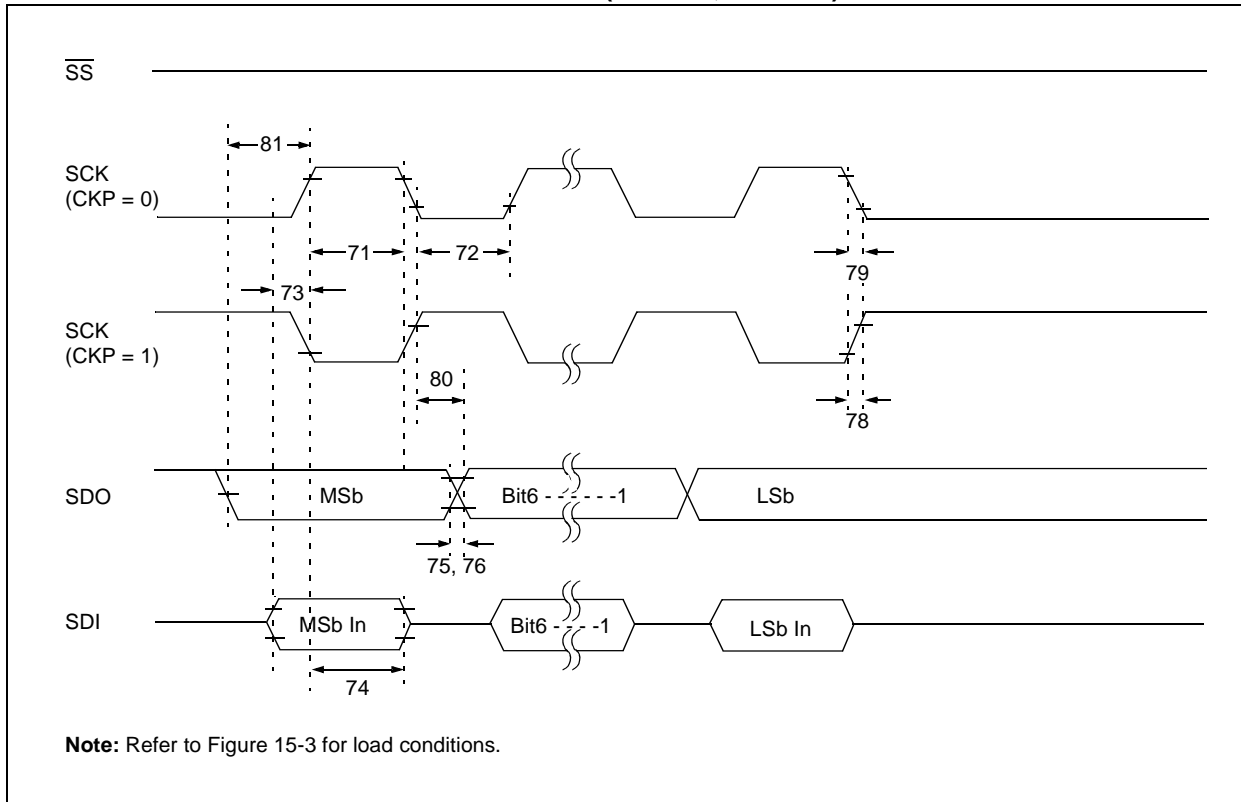 SS
81
SCK
(CKP = 0)
71
72
79
73
SCK
(CKP = 1)
80
78
SDO
MSb
Bit6 - - - - - -1
LSb
75, 76
SDI
MSb In
Bit6 - - - -1
LSb In
74
Note: Refer to Figure 15-3 for load conditions.